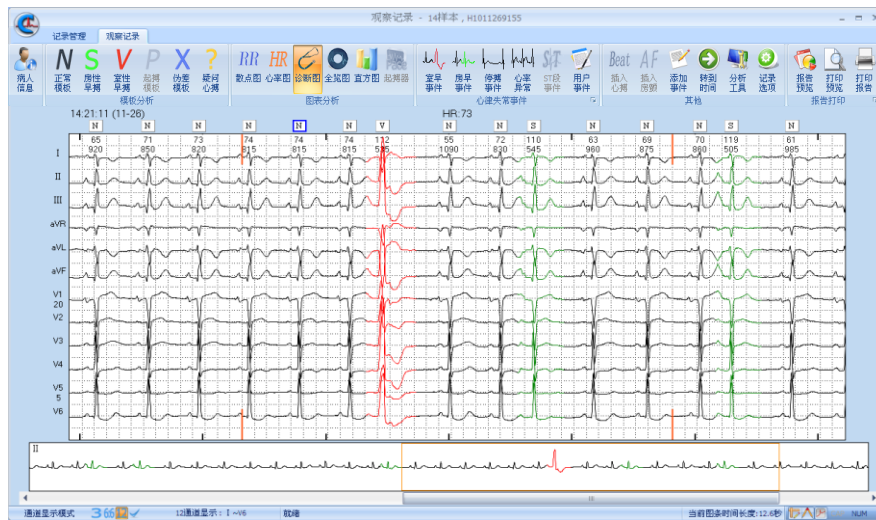 观察记录 - 14样本, H1011269155
记录管理 观察记录
N S V P X ? RR HR Beat AF
病人信息 正常模板 房性早搏 室性早搏 起搏模板 伪差模板 疑问心搏 散点图 心率图 诊断图 全览图 直方图 起搏器 室早事件 房早事件 停搏事件 心率异常 ST段事件 用户事件 插入心搏 插入房颤 添加事件 转到时间 分析工具 记录选项 报告预览 打印预览 打印报告
模板分析 图表分析 心律失常事件 其他 报告打印
14:21:11 (11-26) HR:73
N N N N N N V N N S N N N S N
65 71 73 74 74 74 112 55 72 110 63 69 70 119 61
920 850 820 815 815 815 535 1090 830 545 960 875 860 505 985
I
II
III
aVR
aVL
aVF
V1
20
V2
V3
V4
V5
5
V6
II
通道显示模式 3 6 6 12 12通道显示: I ~V6 就绪 当前图条时间长度:12.6秒 NUM